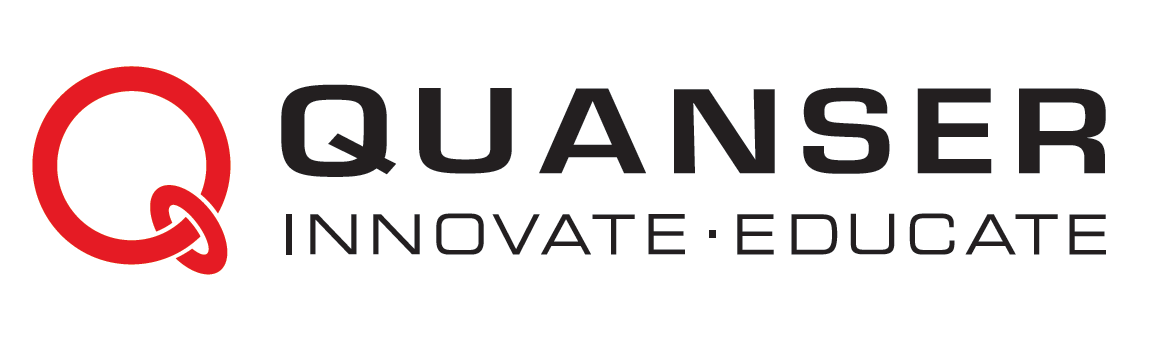 QUANSER
INNOVATE · EDUCATE